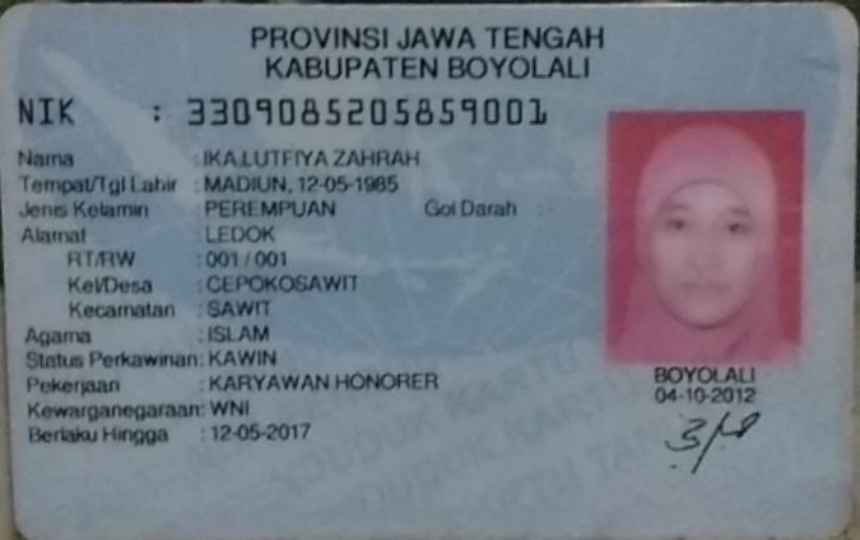 PROVINSI JAWA TENGAH
KABUPATEN BOYOLALI
NIK : 3309085205859001
Nama : IKA LUTFIYA ZAHRAH
Tempat/Tgl Lahir : MADIUN, 12-05-1985
Jenis Kelamin : PEREMPUAN Gol Darah : -
Alamat : LEDOK
RT/RW : 001 / 001
Kel/Desa : CEPOKOSAWIT
Kecamatan : SAWIT
Agama : ISLAM
Status Perkawinan: KAWIN
Pekerjaan : KARYAWAN HONORER
Kewarganegaraan: WNI
Berlaku Hingga : 12-05-2017
BOYOLALI
04-10-2012